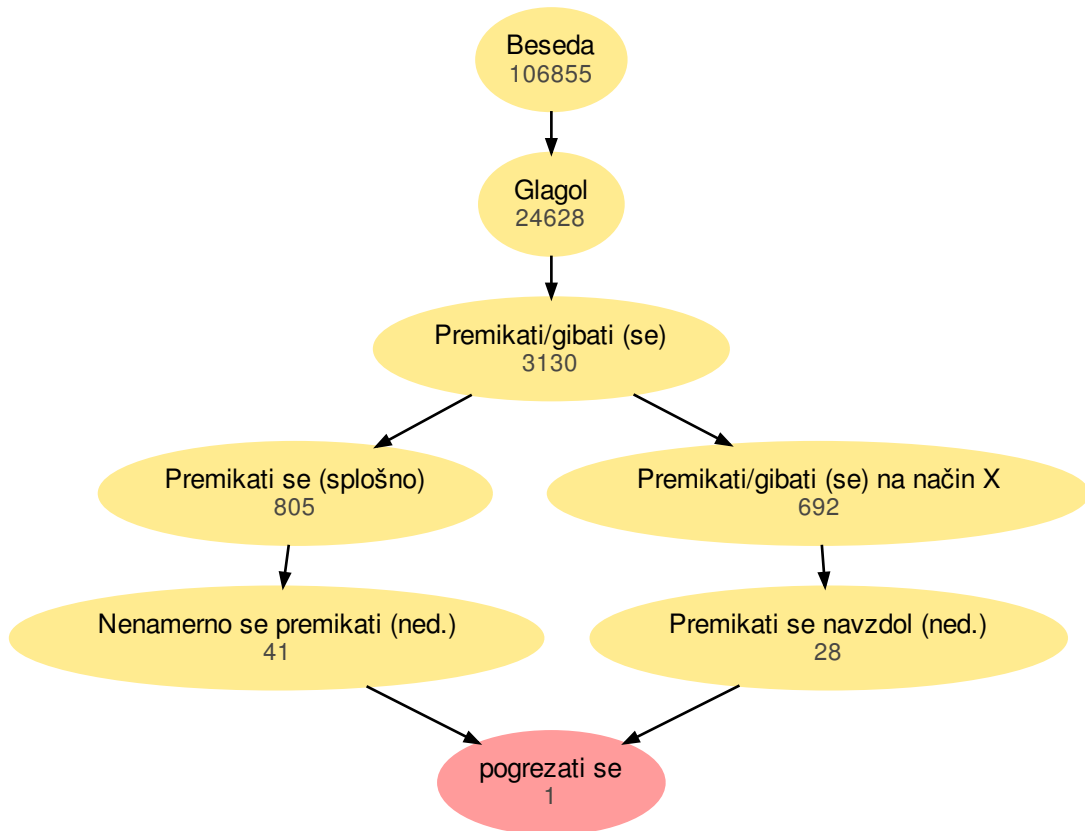 Beseda
106855
Glagol
24628
Premikati/gibati (se)
3130
Premikati se (splošno)
805
Premikati/gibati (se) na način X
692
Nenamerno se premikati (ned.)
41
Premikati se navzdol (ned.)
28
pogrezati se
1